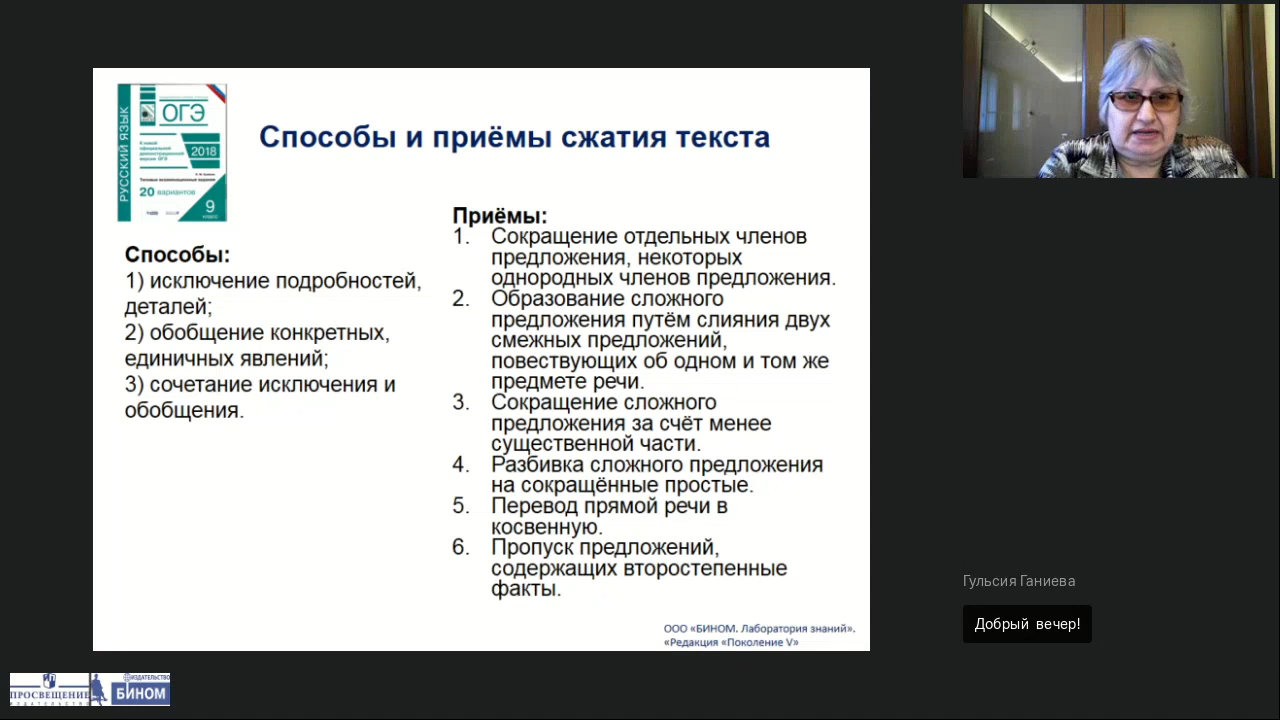 РУССКИЙ ЯЗЫК
ОГЭ
2018
20 вариантов
9
класс
Способы и приёмы сжатия текста
Способы:
1) исключение подробностей,
деталей;
2) обобщение конкретных,
единичных явлений;
3) сочетание исключения и
обобщения.
Приёмы:
1. Сокращение отдельных членов
предложения, некоторых
однородных членов предложения.
2. Образование сложного
предложения путём слияния двух
смежных предложений,
повествующих об одном и том же
предмете речи.
3. Сокращение сложного
предложения за счёт менее
существенной части.
4. Разбивка сложного предложения
на сокращённые простые.
5. Перевод прямой речи в
косвенную.
6. Пропуск предложений,
содержащих второстепенные
факты.
ООО «БИНОМ. Лаборатория знаний».
«Редакция «Поколение V»
Гульсия Ганиева
Добрый вечер!
ПРОСВЕЩЕНИЕ
ИЗДАТЕЛЬСТВО
ИЗДАТЕЛЬСТВО
БИНОМ